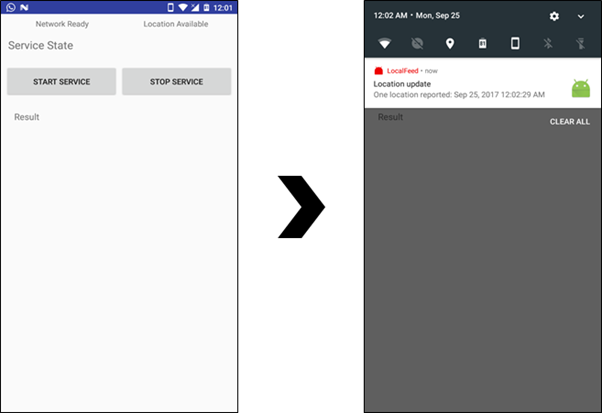 12:01
Network Ready Location Available
Service State
START SERVICE STOP SERVICE
Result
12:02 AM • Mon, Sep 25
LocalFeed • now
Location update
One location reported: Sep 25, 2017 12:02:29 AM
Result
CLEAR ALL